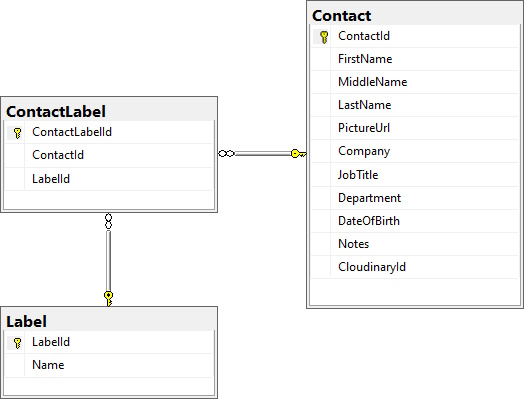 Contact
ContactId
FirstName
MiddleName
LastName
PictureUrl
Company
JobTitle
Department
DateOfBirth
Notes
CloudinaryId
ContactLabel
ContactLabelId
ContactId
LabelId
Label
LabelId
Name